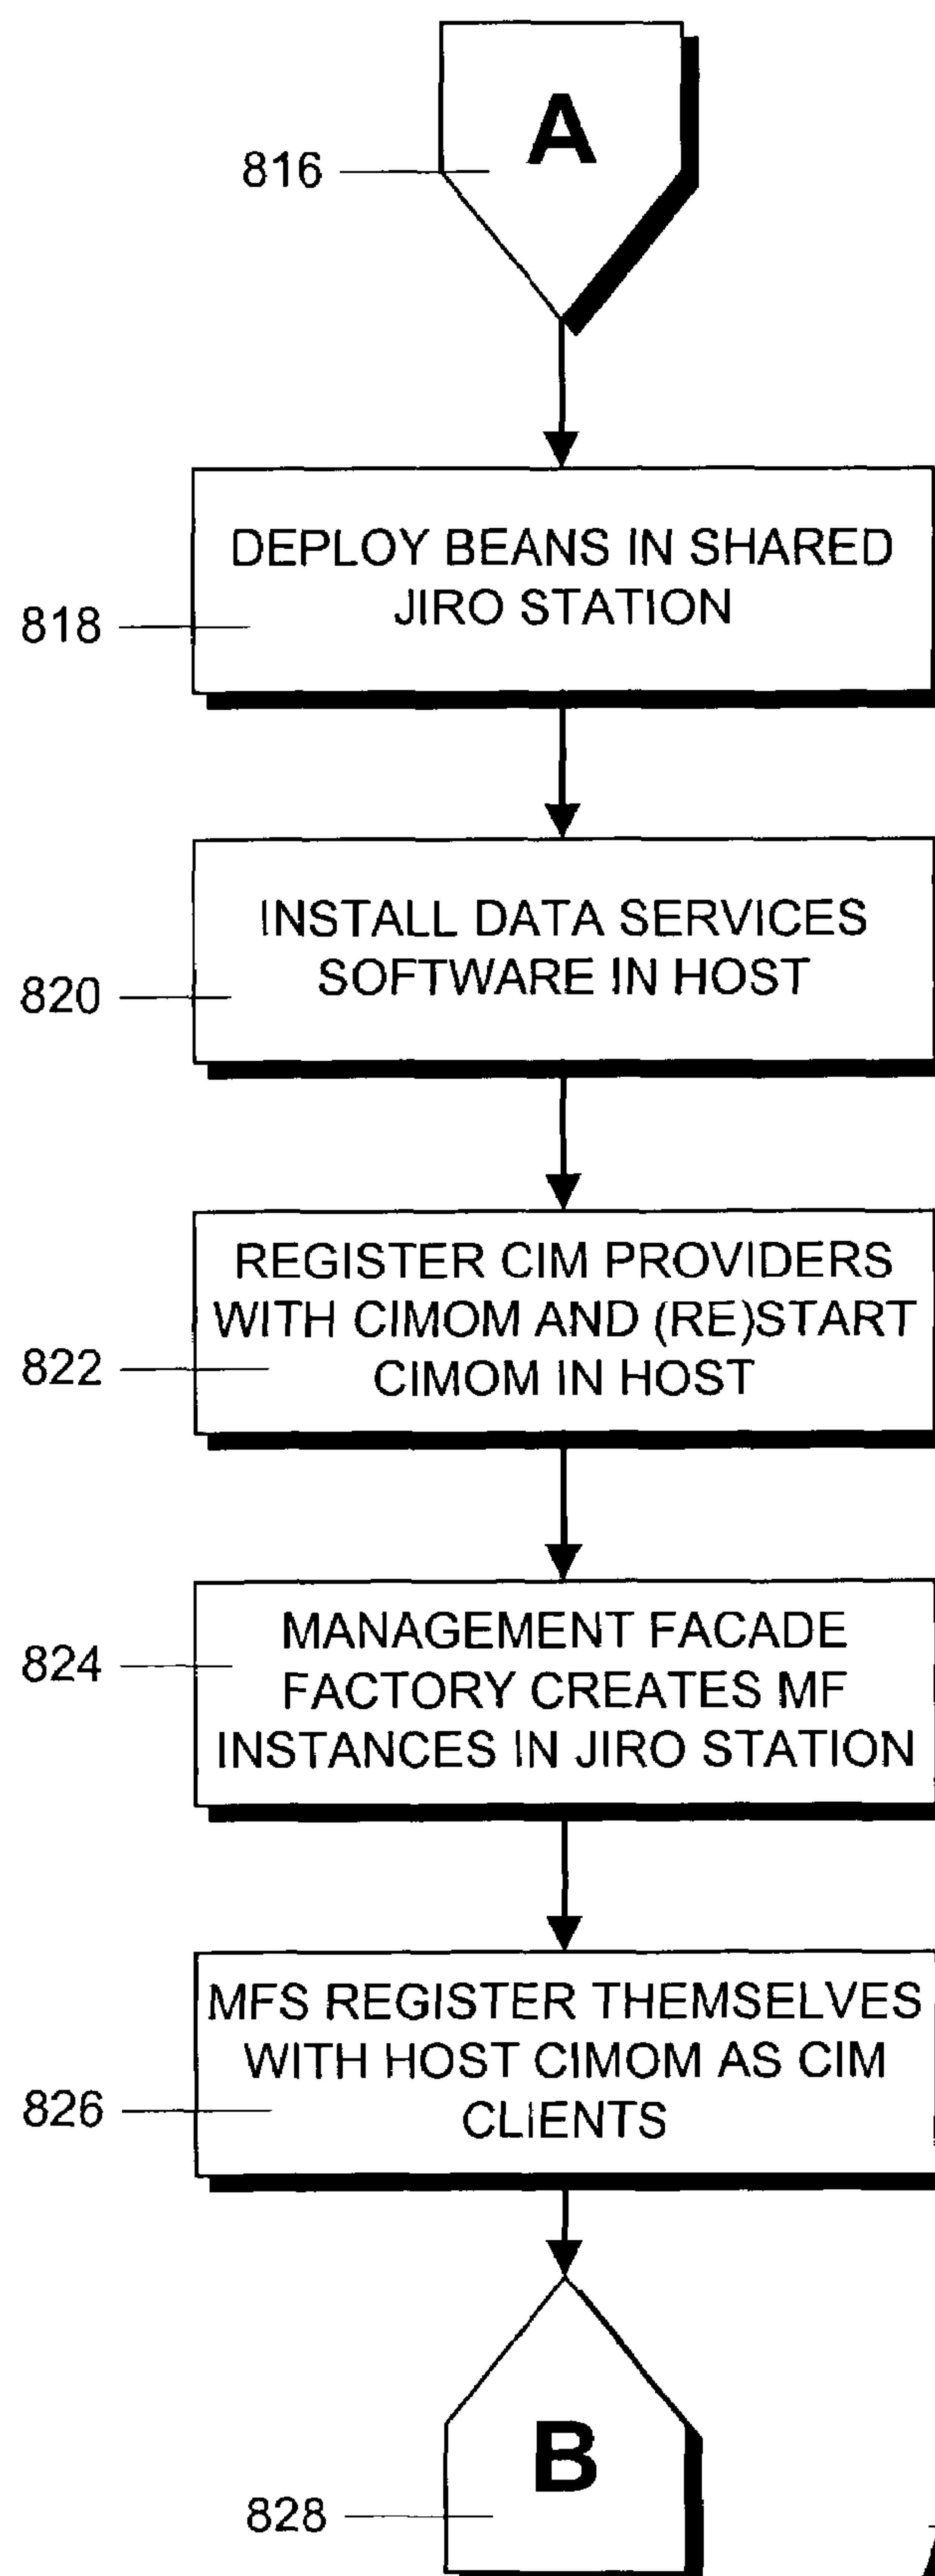 A
816
DEPLOY BEANS IN SHARED
JIRO STATION
818
INSTALL DATA SERVICES
SOFTWARE IN HOST
820
REGISTER CIM PROVIDERS
WITH CIMOM AND (RE)START
CIMOM IN HOST
822
MANAGEMENT FACADE
FACTORY CREATES MF
INSTANCES IN JIRO STATION
824
MFS REGISTER THEMSELVES
WITH HOST CIMOM AS CIM
CLIENTS
826
B
828